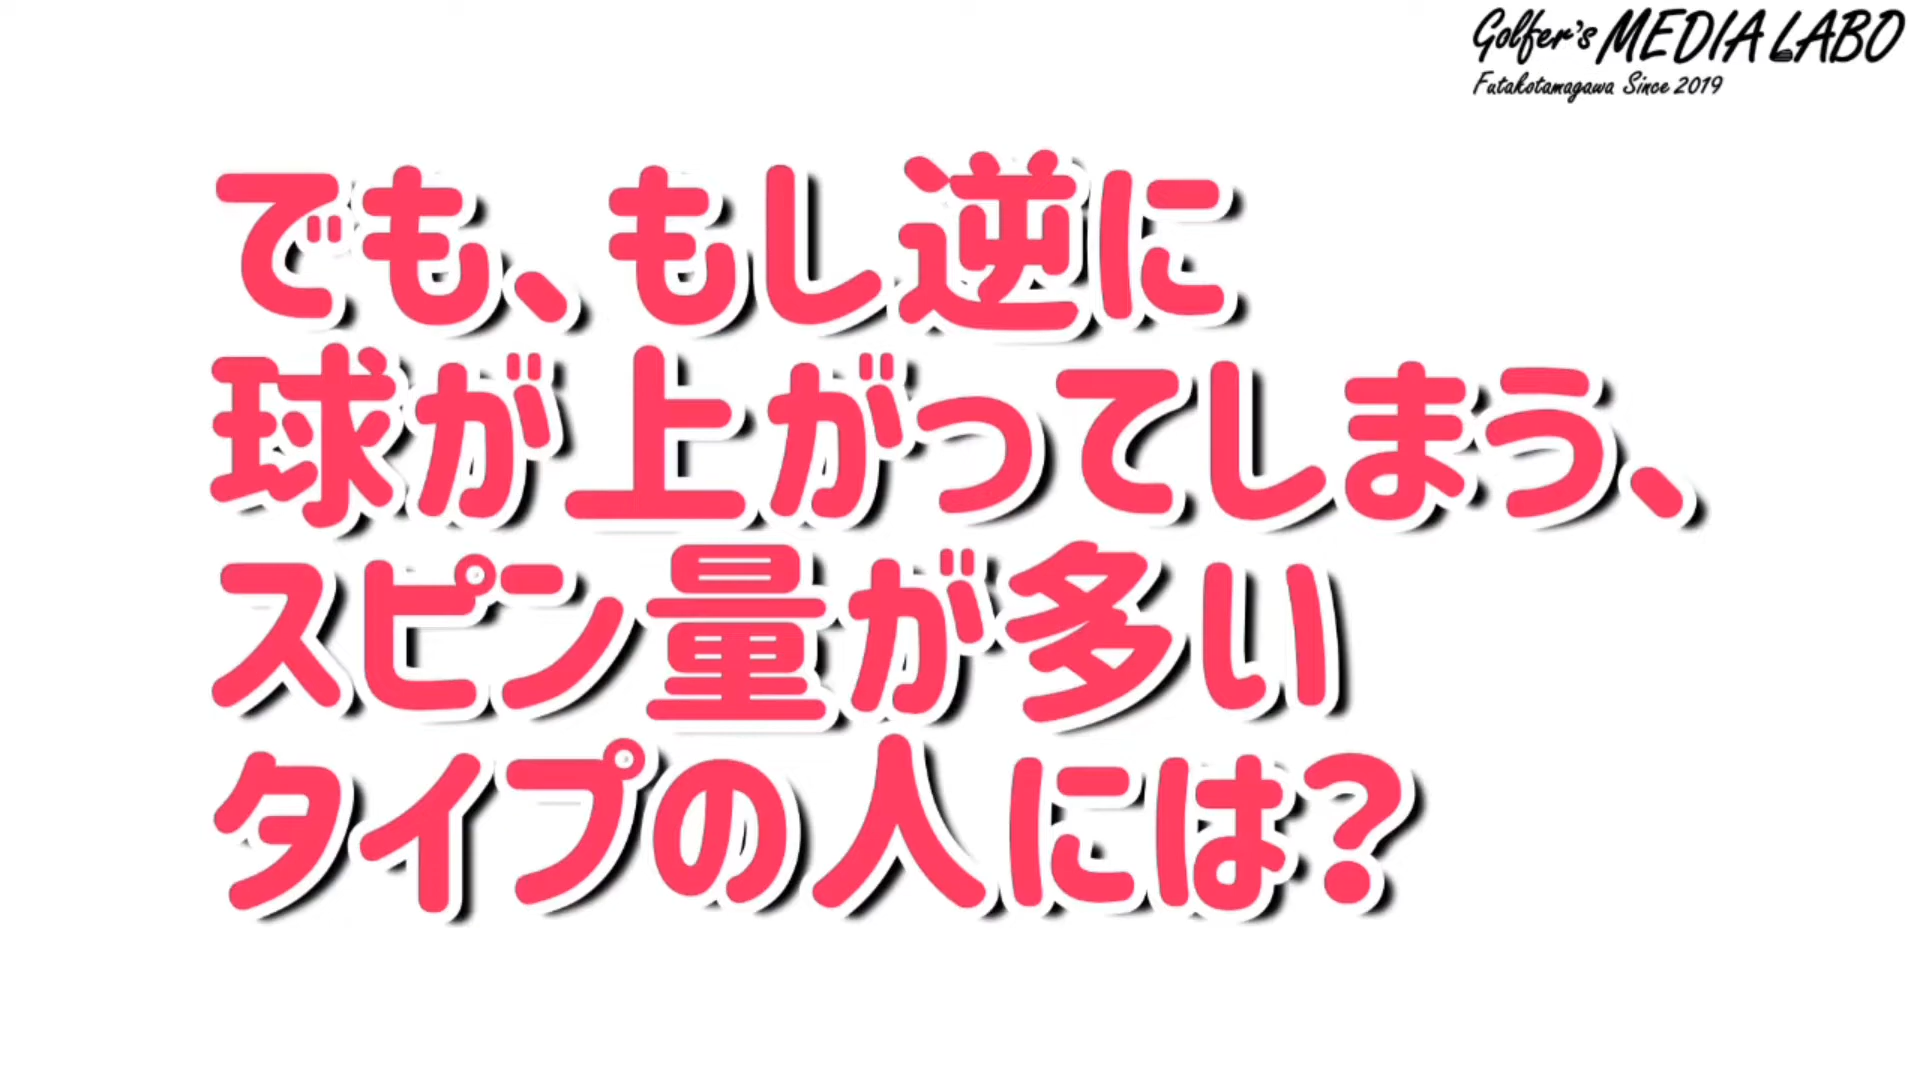 Golfer's MEDIA LABO
Futakotamagawa Since 2019
でも、もし逆に
球が上がってしまう、
スピン量が多い
タイプの人には?